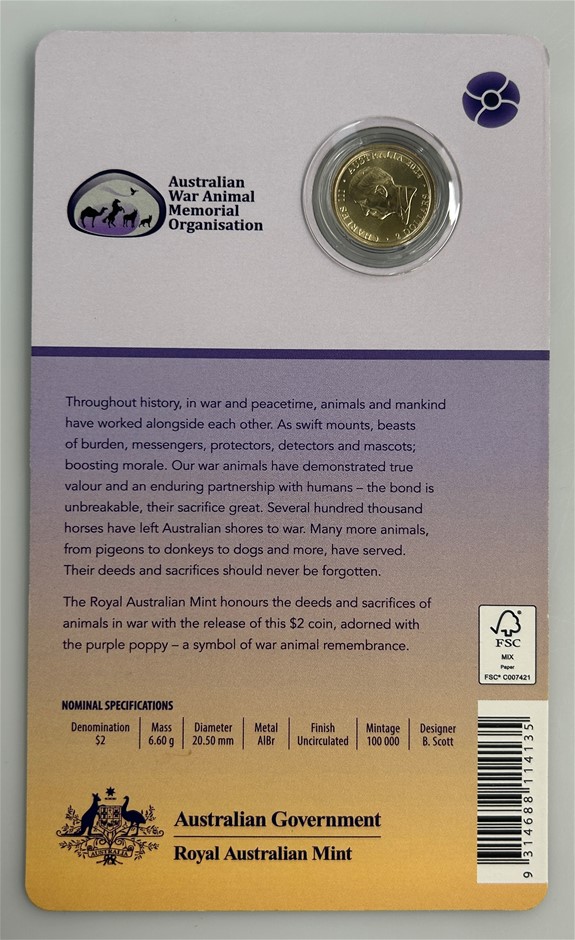 Australian
War Animal
Memorial
Organisation
CHARLES III • AUSTRALIA
2 DOLLARS
Throughout history, in war and peacetime, animals and mankind
have worked alongside each other. As swift mounts, beasts
of burden, messengers, protectors, detectors and mascots;
boosting morale. Our war animals have demonstrated true
valour and an enduring partnership with humans – the bond is
unbreakable, their sacrifice great. Several hundred thousand
horses have left Australian shores to war. Many more animals,
from pigeons to donkeys to dogs and more, have served.
Their deeds and sacrifices should never be forgotten.
The Royal Australian Mint honours the deeds and sacrifices of
animals in war with the release of this $2 coin, adorned with
the purple poppy – a symbol of war animal remembrance.
FSC
MIX
Paper
FSC® C007421
NOMINAL SPECIFICATIONS
Denomination Mass Diameter Metal Finish Mintage Designer
$2 6.60 g 20.50 mm AlBr Uncirculated 100 000 B. Scott
AUSTRALIA
Australian Government
Royal Australian Mint
9 314688 114135